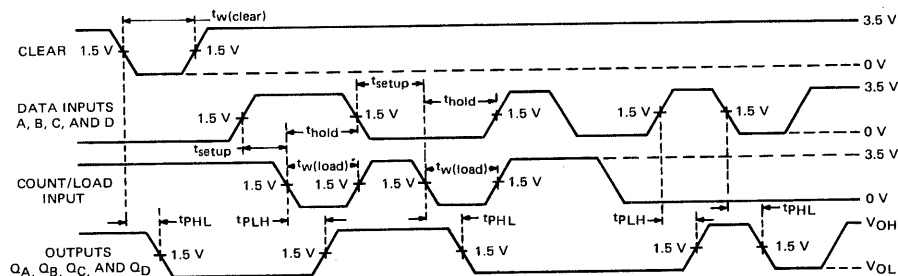 tw(clear)
3.5 V
CLEAR 1.5 V 1.5 V
0 V
tsetup
3.5 V
DATA INPUTS
A, B, C, AND D
1.5 V 1.5 V thold 1.5 V 1.5 V
thold
0 V
tsetup
3.5 V
COUNT/LOAD
INPUT
tw(load) tw(load)
1.5 V 1.5 V 1.5 V 1.5 V
0 V
tPHL tPLH tPHL tPLH tPHL
VOH
OUTPUTS
QA, QB, QC, AND QD
1.5 V 1.5 V 1.5 V 1.5 V 1.5 V
VOL